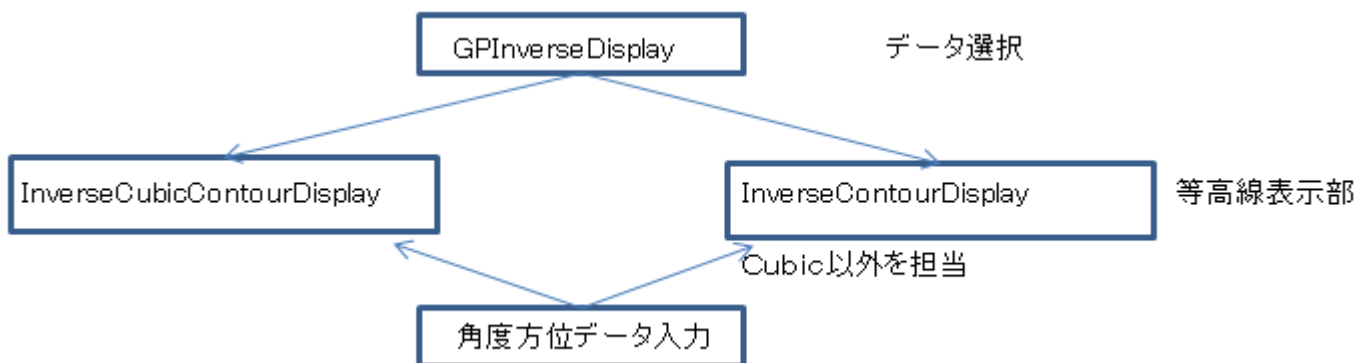 GPInverseDisplay
データ選択
InverseCubicContourDisplay
InverseContourDisplay
等高線表示部
Cubic以外を担当
角度方位データ入力